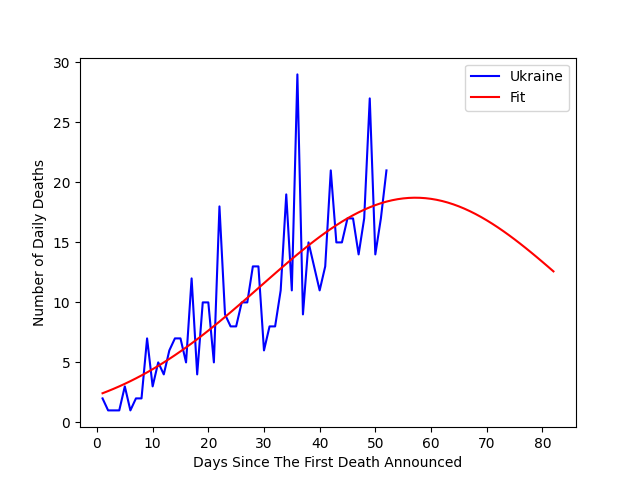 Ukraine
Fit
30
25
20
15
10
5
0
Number of Daily Deaths
0 10 20 30 40 50 60 70 80
Days Since The First Death Announced